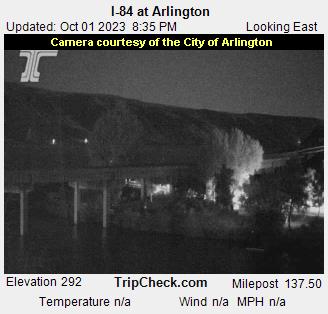 I-84 at Arlington
Updated: Oct 01 2023 8:35 PM Looking East
Camera courtesy of the City of Arlington
Elevation 292 TripCheck.com Milepost 137.50
Temperature n/a Wind n/a MPH n/a